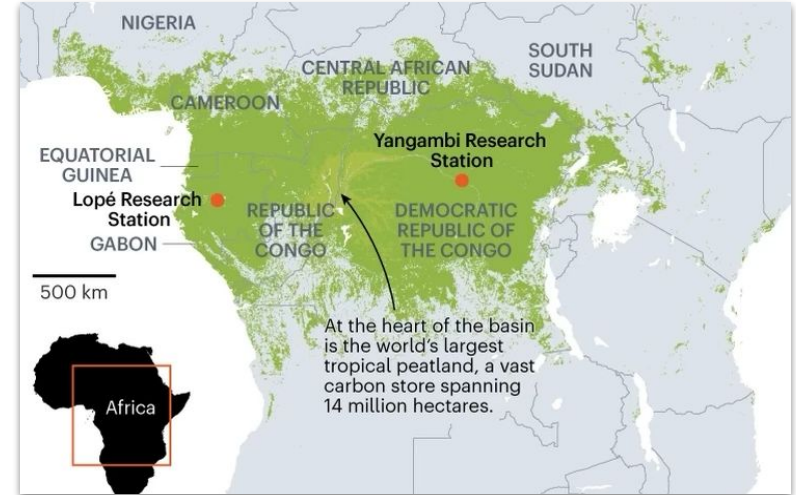 NIGERIA
CENTRAL AFRICAN
REPUBLIC
SOUTH
SUDAN
CAMEROON
Yangambi Research
Station
EQUATORIAL
GUINEA
Lopé Research
Station
GABON
REPUBLIC
OF THE
CONGO
DEMOCRATIC
REPUBLIC OF
THE CONGO
500 km
At the heart of the basin
is the world’s largest
tropical peatland, a vast
carbon store spanning
14 million hectares.
Africa